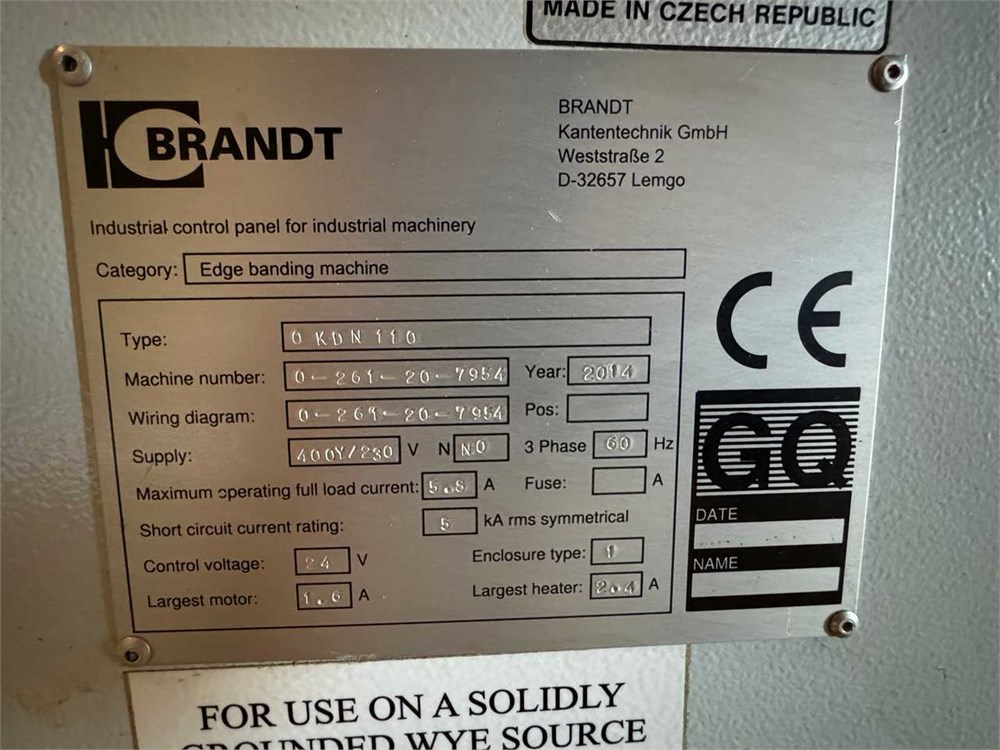 MADE IN CZECH REPUBLIC
BRANDT
BRANDT
Kantentechnik GmbH
Weststraße 2
D-32657 Lemgo
Industrial control panel for industrial machinery
Category: Edge banding machine
Type: 0 KDN 110
Machine number: 0-261-20-7954 Year: 2014
Wiring diagram: 0-261-20-7954 Pos:
Supply: 400Y/230 V N NO 3 Phase 60 Hz
Maximum operating full load current: 5.8 A Fuse: A
Short circuit current rating: 5 kA rms symmetrical
Control voltage: 24 V Enclosure type: 1
Largest motor: 1.6 A Largest heater: 2.4 A
CE
GQ
DATE
NAME
FOR USE ON A SOLIDLY
GROUNDED WYE SOURCE